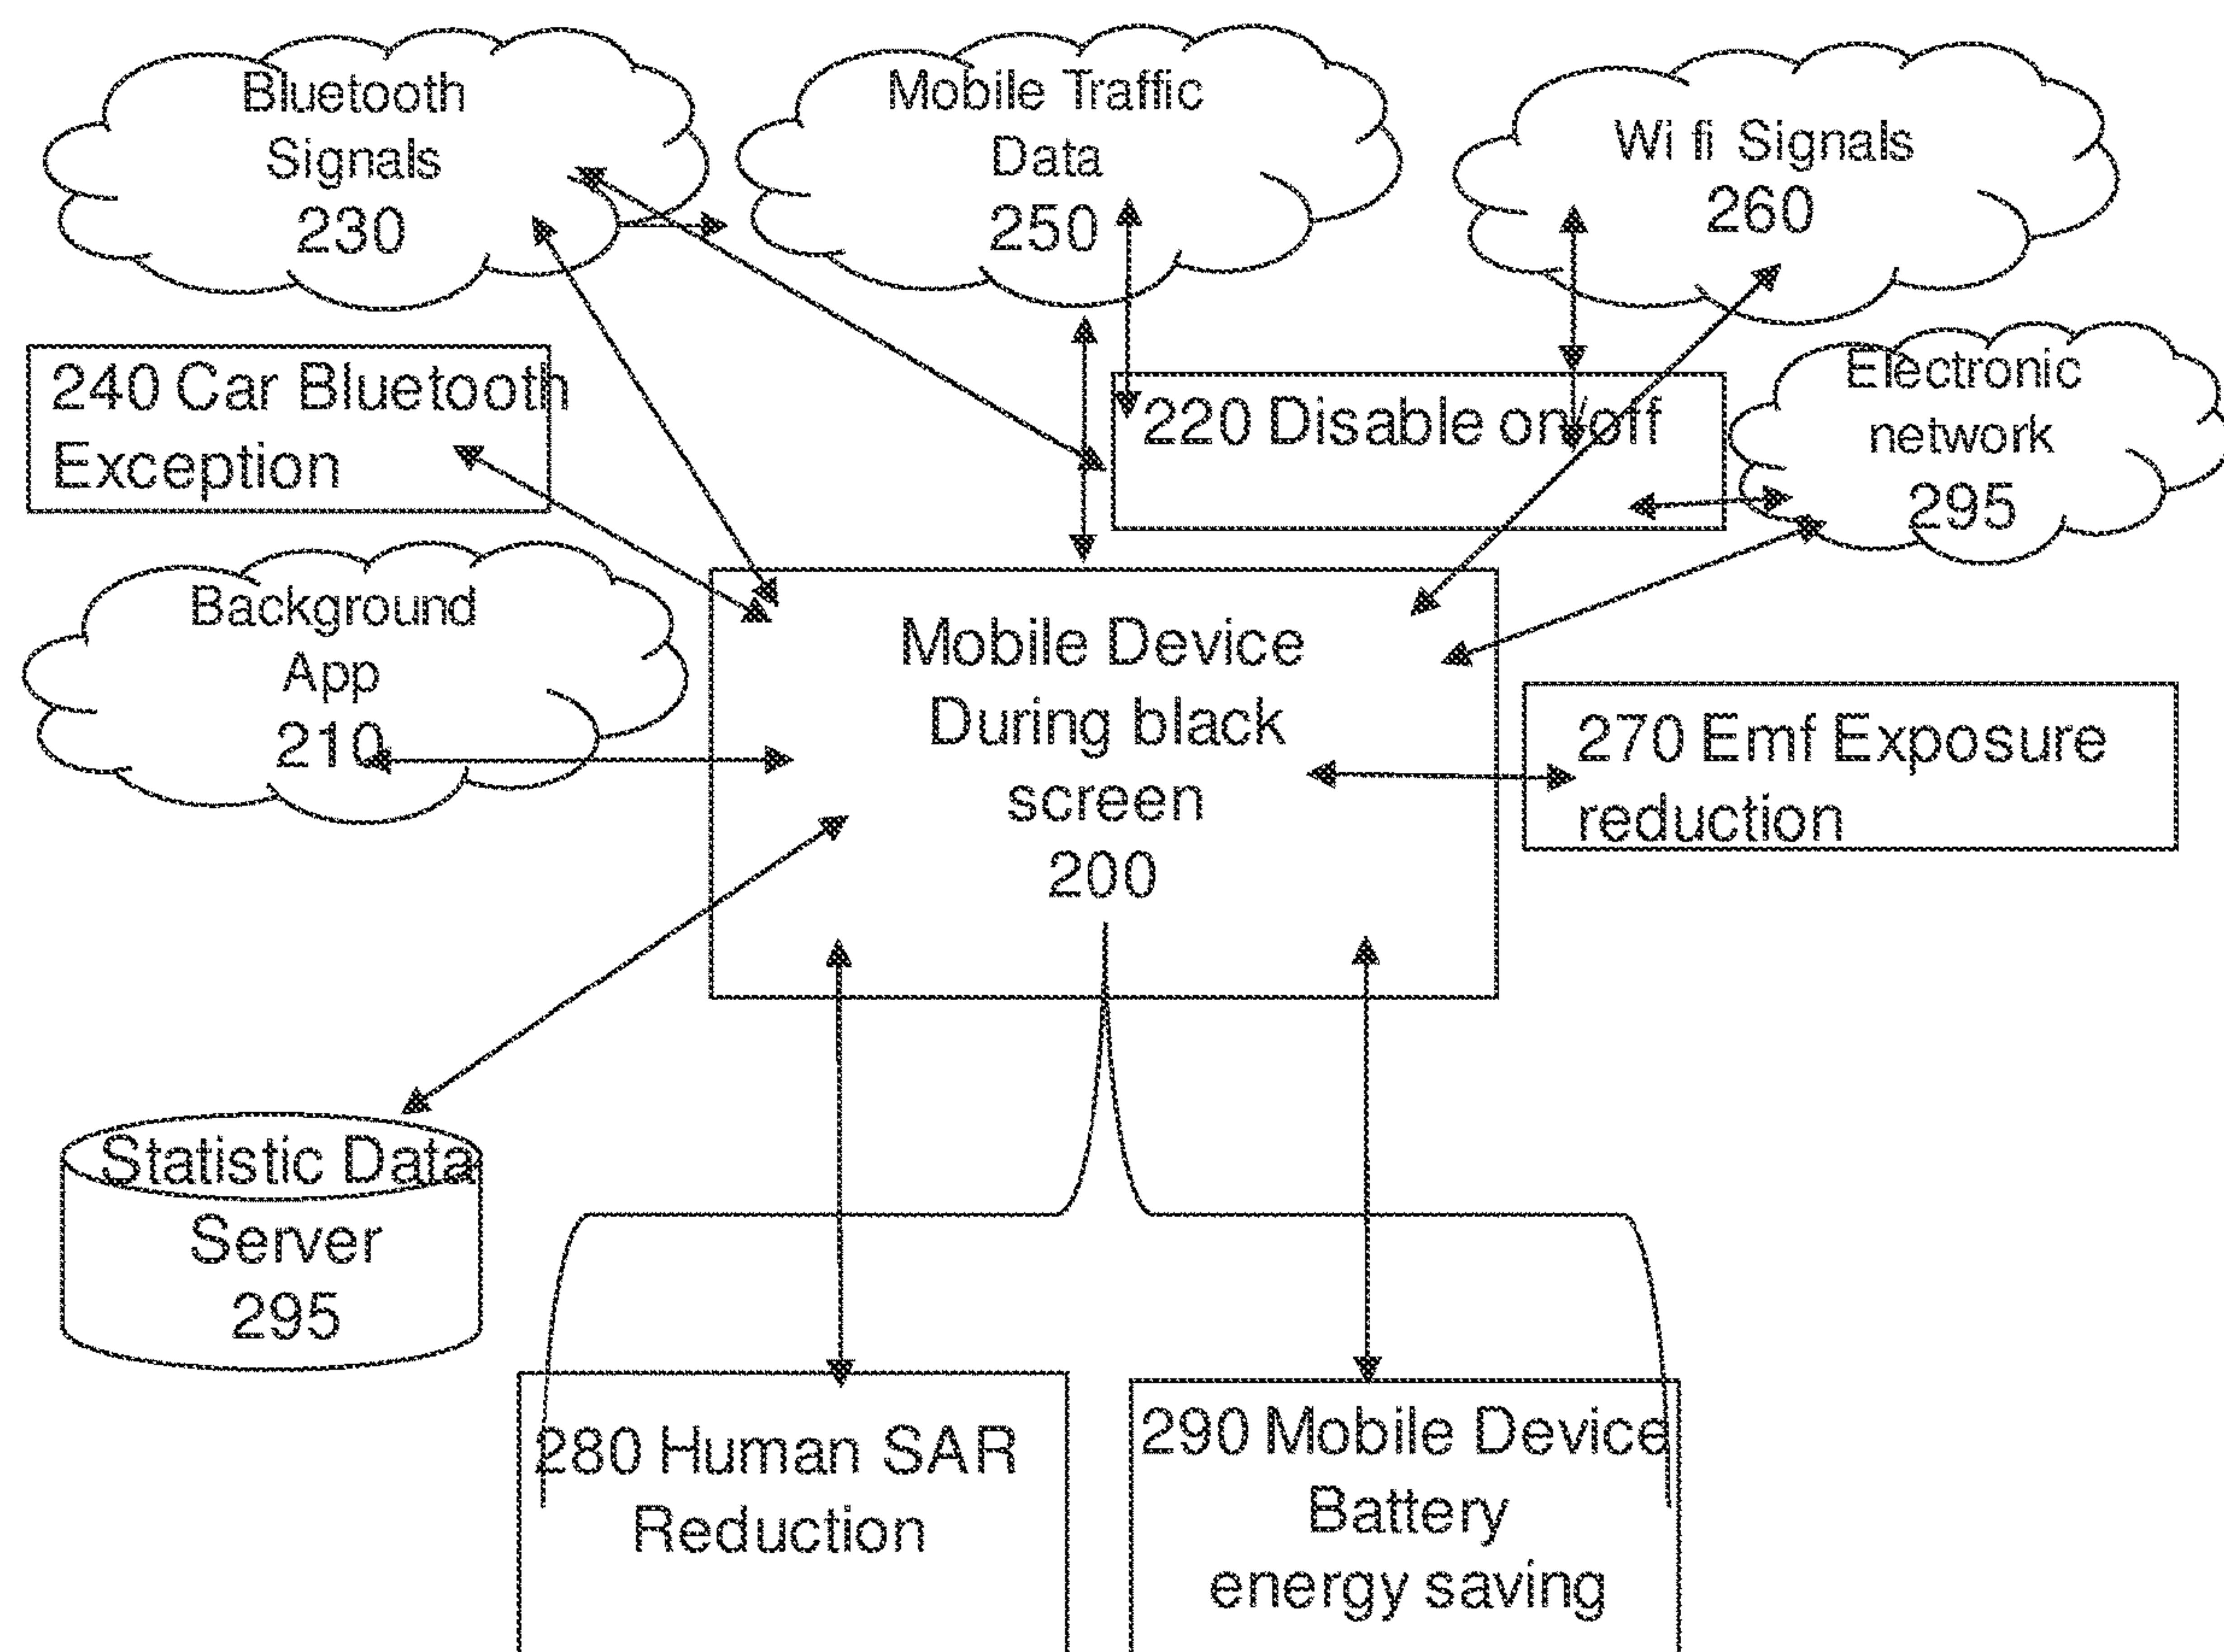 Bluetooth
Signals
230
Mobile Traffic
Data
250
Wi fi Signals
260
240 Car Bluetooth
Exception
220 Disable on/off
Electronic
network
295
Background
App
210
Mobile Device
During black
screen
200
270 Emf Exposure
reduction
Statistic Data
Server
295
280 Human SAR
Reduction
290 Mobile Device
Battery
energy saving